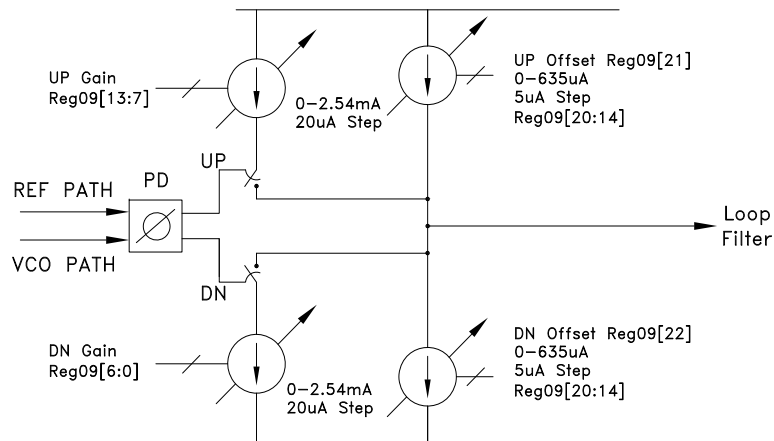 UP Gain
Reg09[13:7]
0-2.54mA
20uA Step
UP Offset Reg09[21]
0-635uA
5uA Step
Reg09[20:14]
UP
PD
REF PATH
VCO PATH
DN
Loop
Filter
DN Gain
Reg09[6:0]
0-2.54mA
20uA Step
DN Offset Reg09[22]
0-635uA
5uA Step
Reg09[20:14]